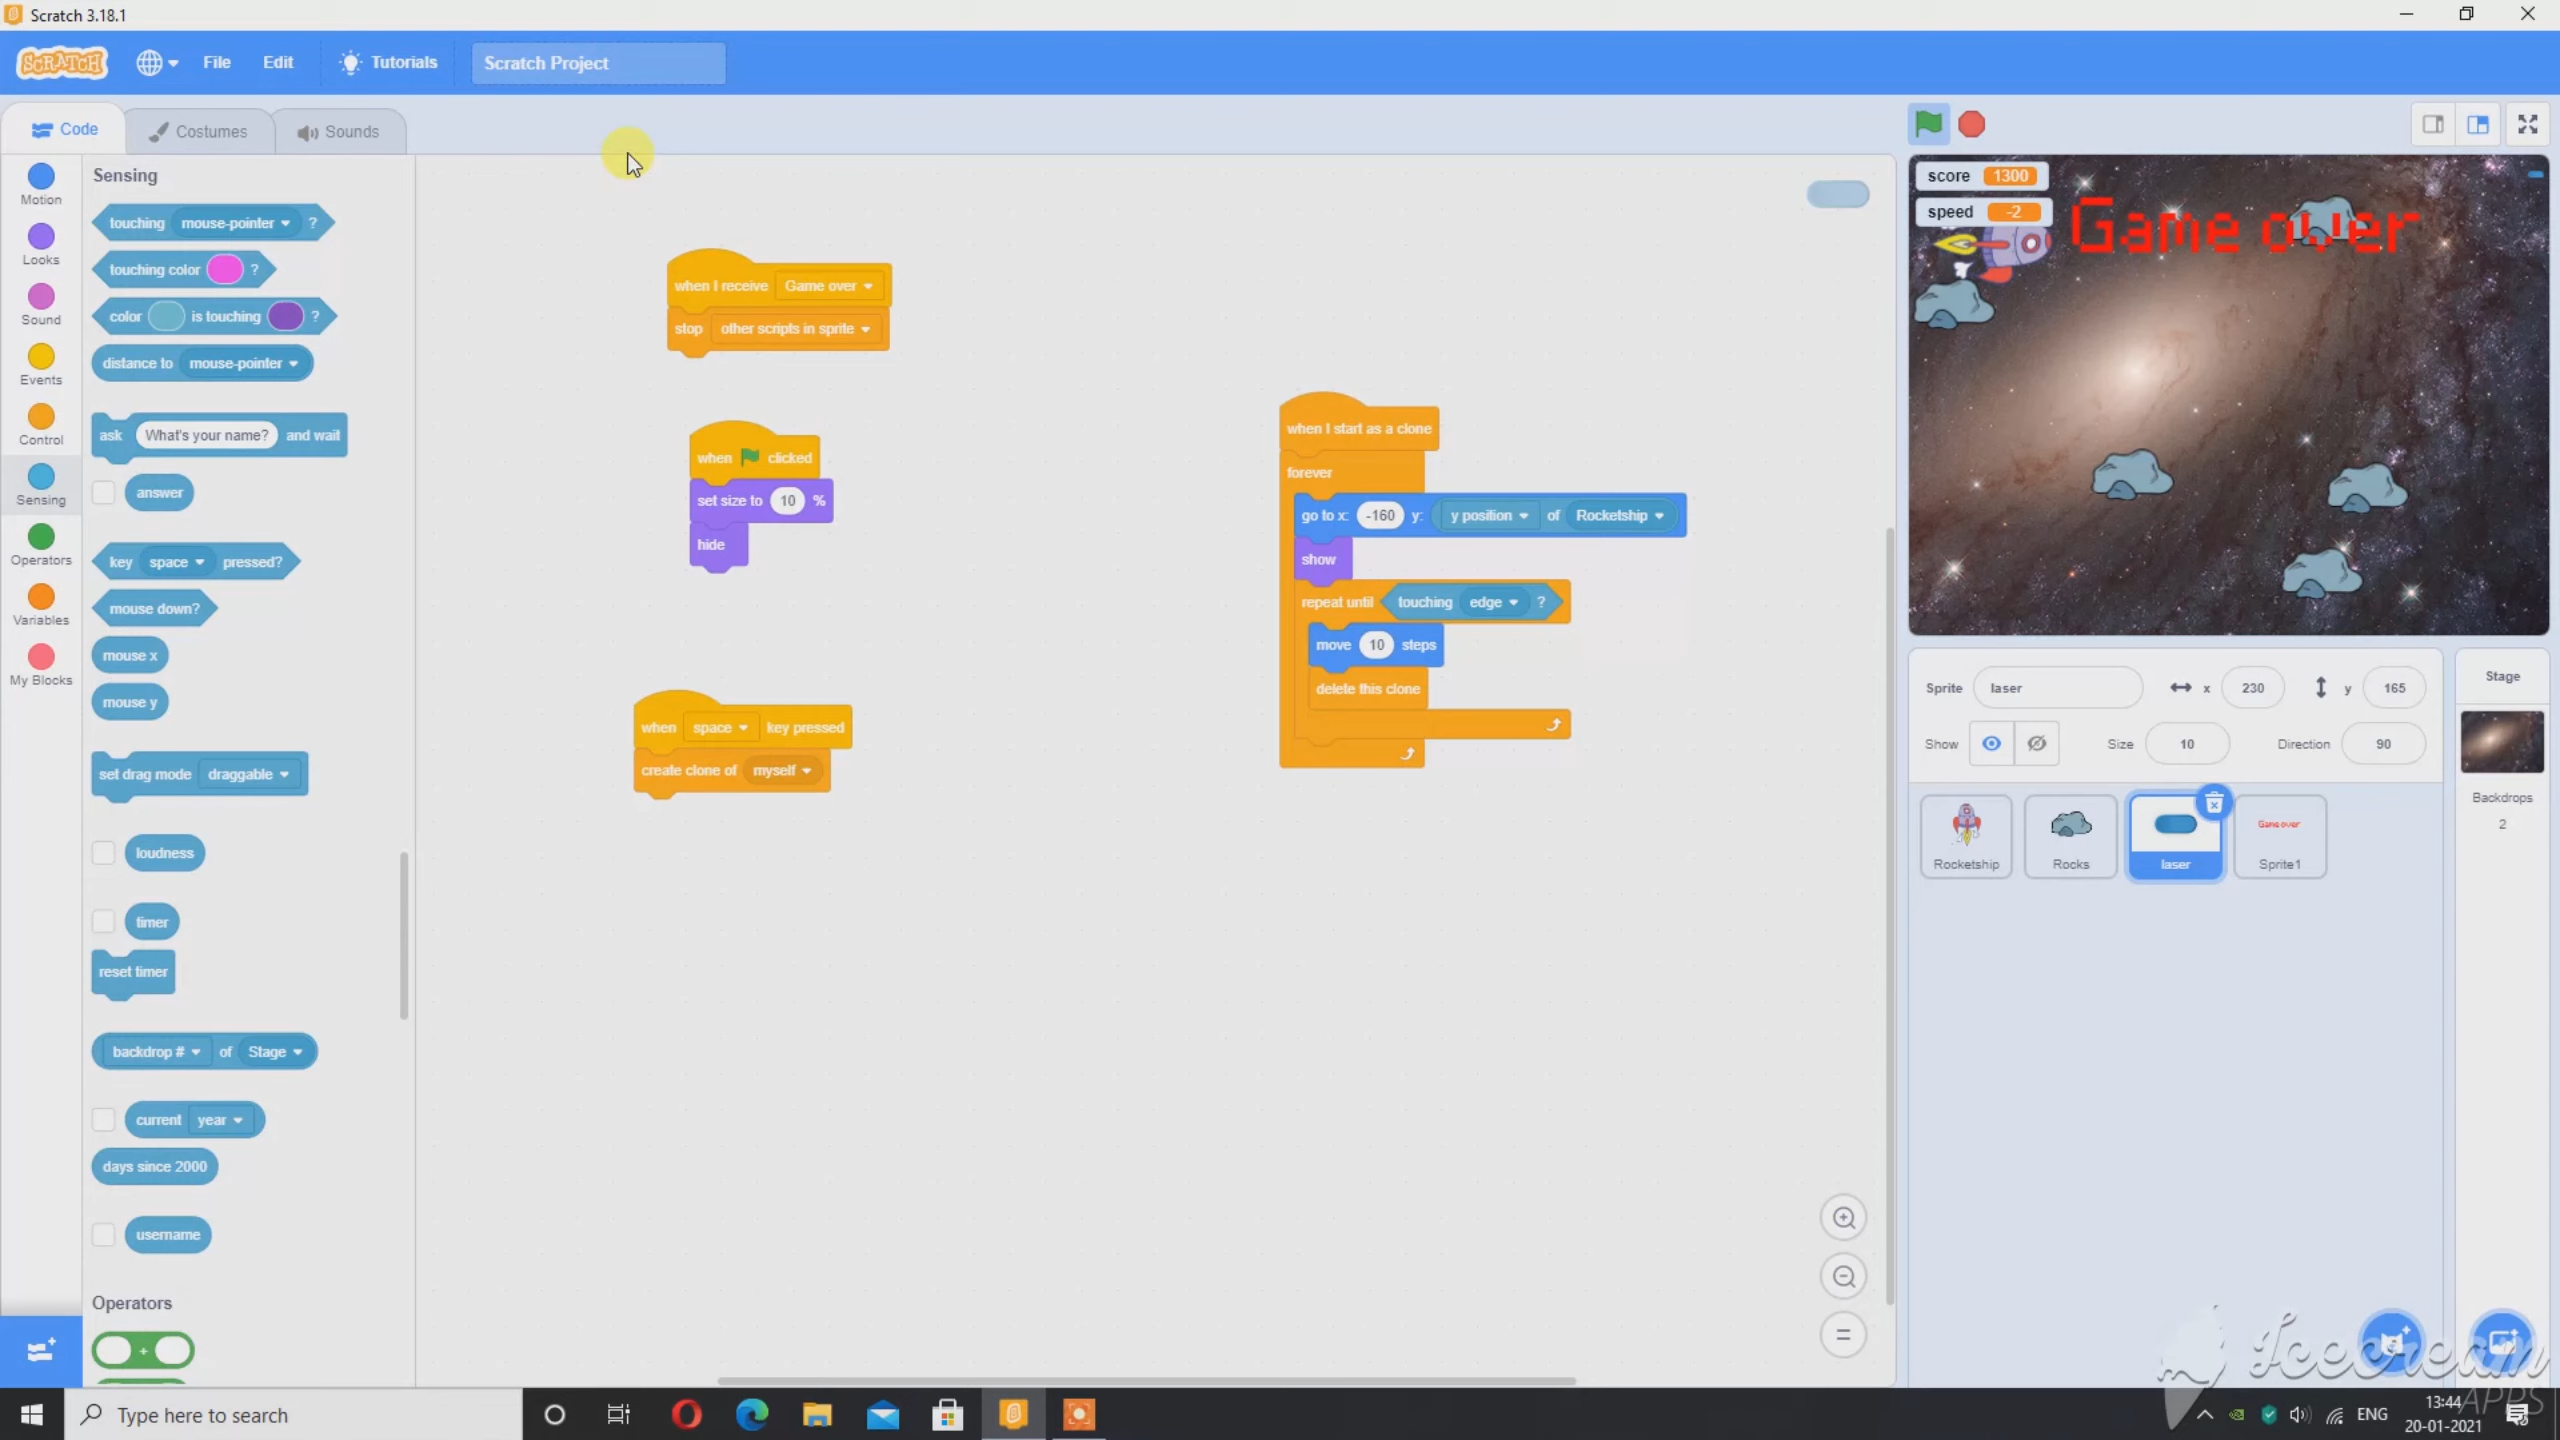 Scratch 3.18.1
SCRATCH
File
Edit
Tutorials
Scratch Project
Code
Costumes
Sounds
Motion
Looks
Sound
Events
Control
Sensing
Operators
Variables
My Blocks
Sensing
touching mouse-pointer ?
touching color ?
color is touching ?
distance to mouse-pointer
ask What's your name? and wait
answer
key space pressed?
mouse down?
mouse x
mouse y
set drag mode draggable
loudness
timer
reset timer
backdrop # of Stage
current year
days since 2000
username
Operators
+
when I receive Game over
stop other scripts in sprite
when clicked
set size to 10 %
hide
when space key pressed
create clone of myself
when I start as a clone
forever
go to x: -160 y: y position of Rocketship
show
repeat until touching edge ?
move 10 steps
delete this clone
score 1300
speed -2
Game over
Sprite laser x 230 y 165
Show Size 10 Direction 90
Rocketship
Rocks
laser
Game over
Sprite1
Stage
Backdrops
2
Icecream
APPS
Type here to search
ENG
13:44
20-01-2021